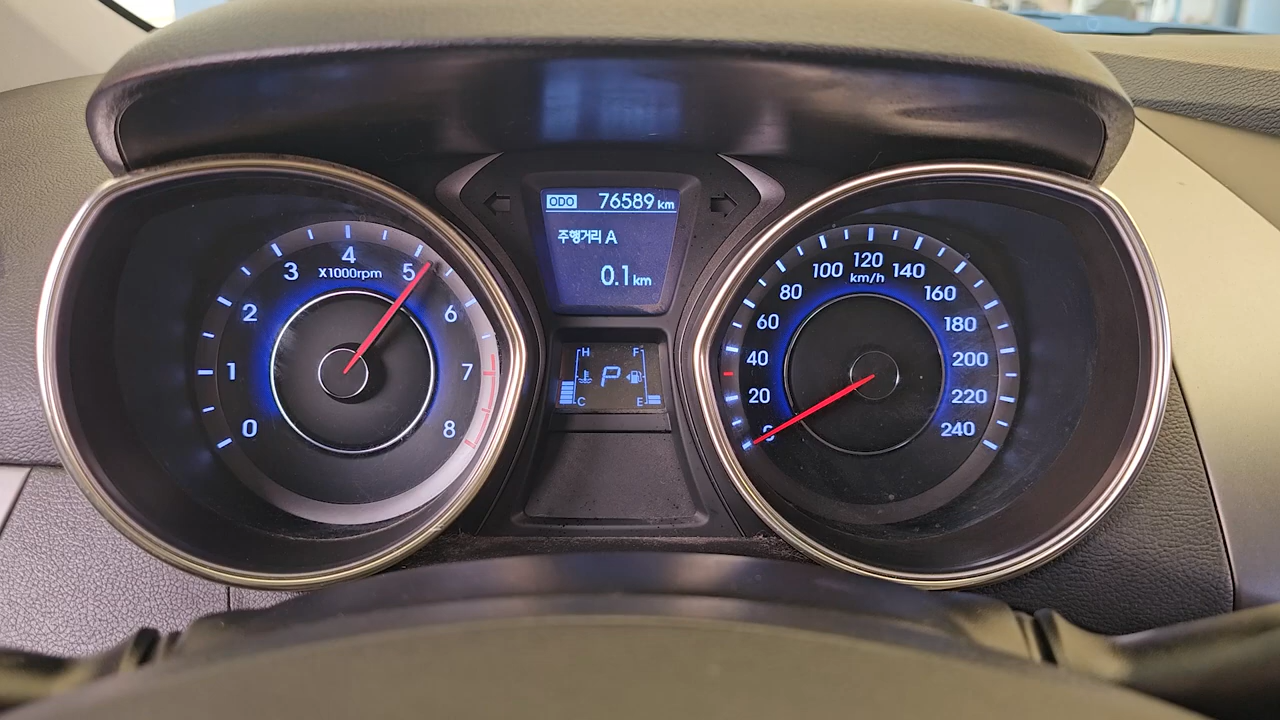 ODO 76589 km
주행거리 A
0.1 km
0 1 2 3 4 5 6 7 8
X1000rpm
H F
P
C E
0 20 40 60 80 100 120 140 160 180 200 220 240
km/h